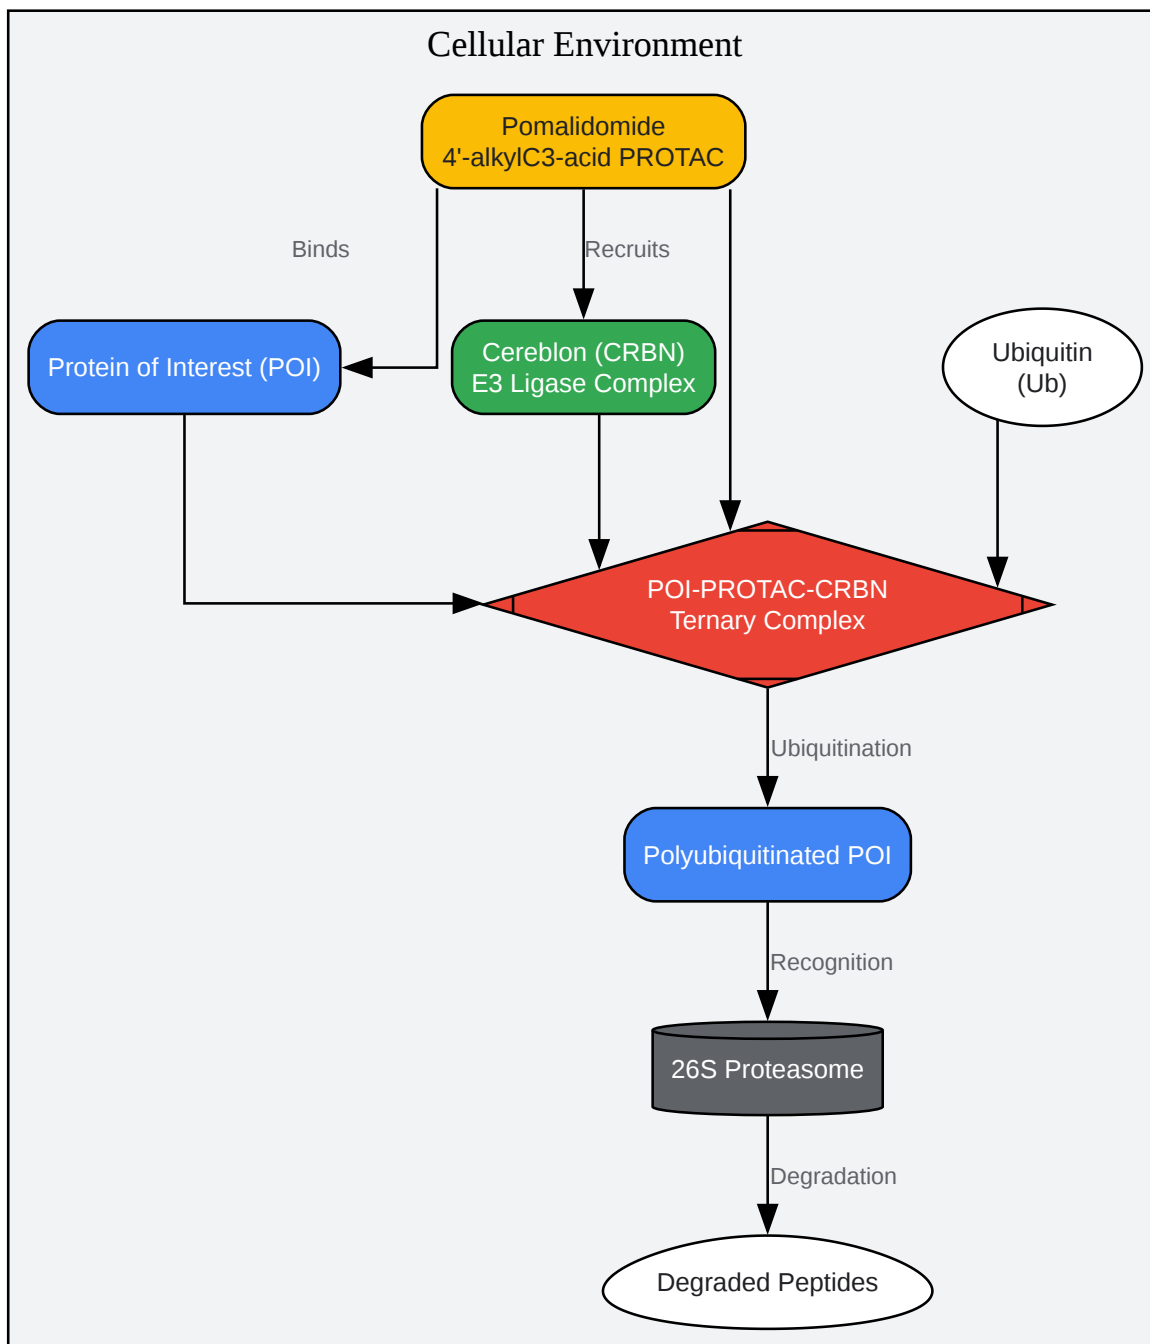 Cellular Environment
Pomalidomide
4'-alkylC3-acid PROTAC
Binds
Recruits
Protein of Interest (POI)
Cereblon (CRBN)
E3 Ligase Complex
Ubiquitin
(Ub)
POI-PROTAC-CRBN
Ternary Complex
Ubiquitination
Polyubiquitinated POI
Recognition
26S Proteasome
Degradation
Degraded Peptides